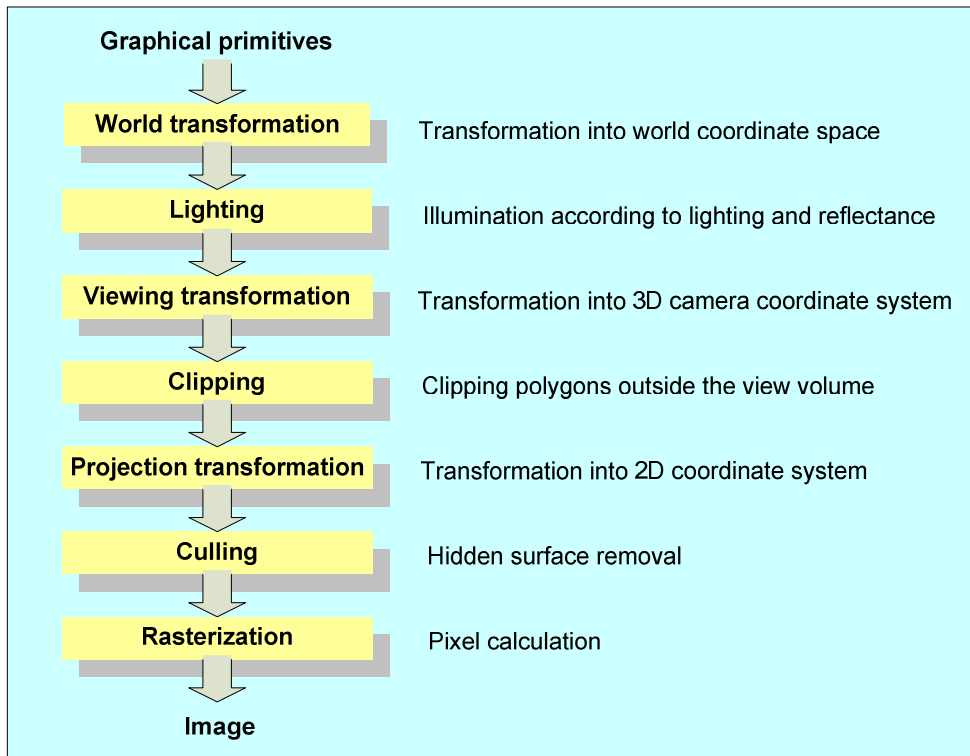 Graphical primitives
World transformation
Transformation into world coordinate space
Lighting
Illumination according to lighting and reflectance
Viewing transformation
Transformation into 3D camera coordinate system
Clipping
Clipping polygons outside the view volume
Projection transformation
Transformation into 2D coordinate system
Culling
Hidden surface removal
Rasterization
Pixel calculation
Image